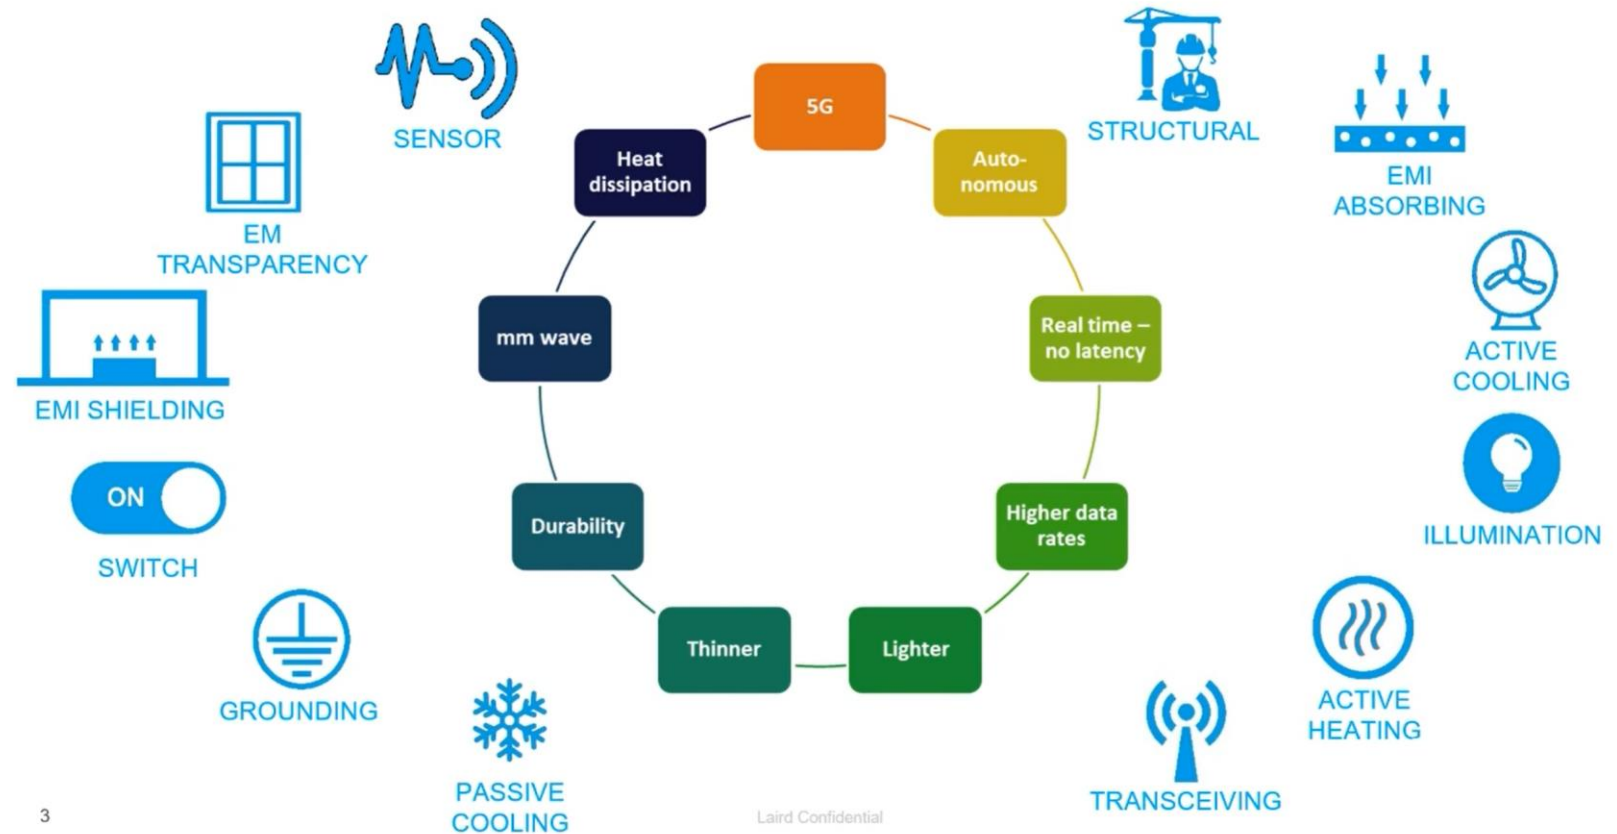 SENSOR
EM
TRANSPARENCY
EMI SHIELDING
ON
SWITCH
GROUNDING
PASSIVE
COOLING
5G
Auto-
nomous
Real time –
no latency
Higher data
rates
Lighter
Thinner
Durability
mm wave
Heat
dissipation
STRUCTURAL
EMI
ABSORBING
ACTIVE
COOLING
ILLUMINATION
ACTIVE
HEATING
TRANSCEIVING
3
Laird Confidential